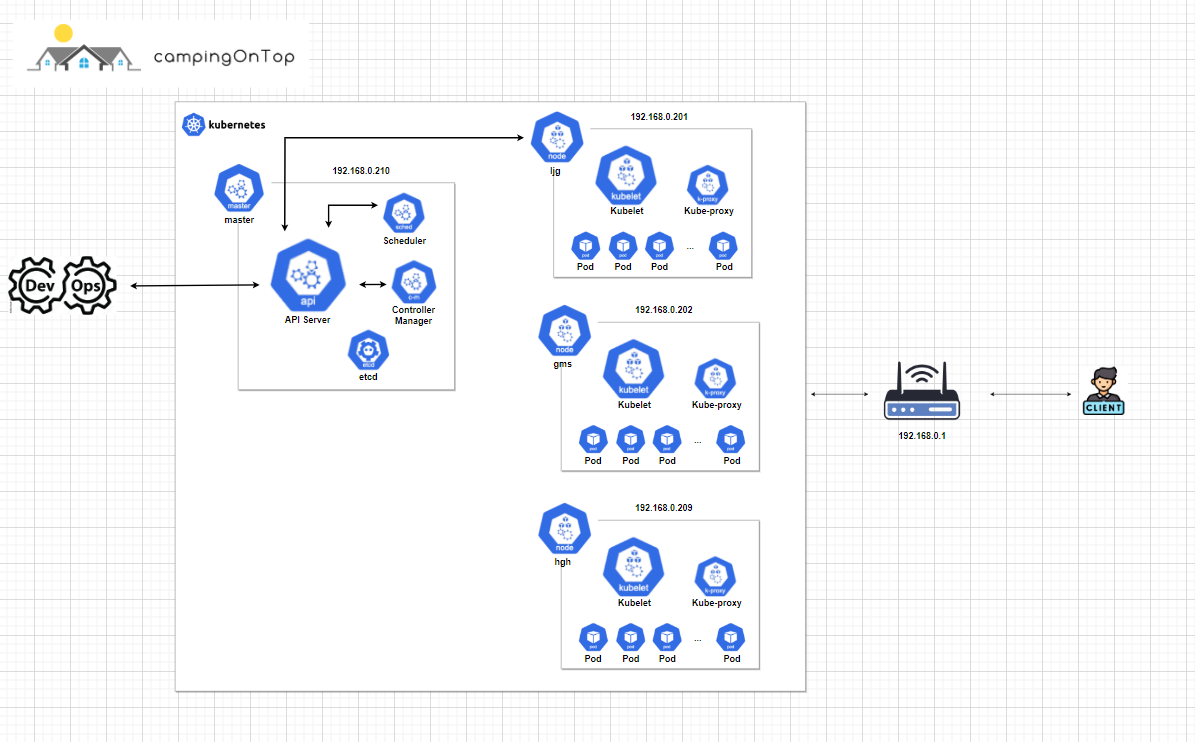 campingOnTop
kubernetes
192.168.0.210
master
master
sched
Scheduler
api
API Server
c-m
Controller
Manager
etcd
etcd
Dev Ops
192.168.0.201
node
ljg
kubelet
Kubelet
k-proxy
Kube-proxy
pod pod pod ... pod
Pod Pod Pod Pod
192.168.0.202
node
gms
kubelet
Kubelet
k-proxy
Kube-proxy
pod pod pod ... pod
Pod Pod Pod Pod
192.168.0.209
node
hgh
kubelet
Kubelet
k-proxy
Kube-proxy
pod pod pod ... pod
Pod Pod Pod Pod
192.168.0.1
CLIENT